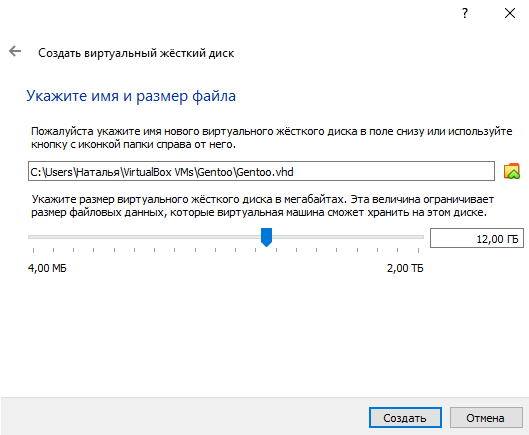 ?
Создать виртуальный жёсткий диск
Укажите имя и размер файла
Пожалуйста укажите имя нового виртуального жёсткого диска в поле снизу или используйте
кнопку с иконкой папки справа от него.
C:\Users\Наталья\VirtualBox VMs\Gentoo\Gentoo.vhd
Укажите размер виртуального жёсткого диска в мегабайтах. Эта величина ограничивает
размер файловых данных, которые виртуальная машина сможет хранить на этом диске.
12,00 ГБ
4,00 МБ 2,00 ТБ
Создать Отмена